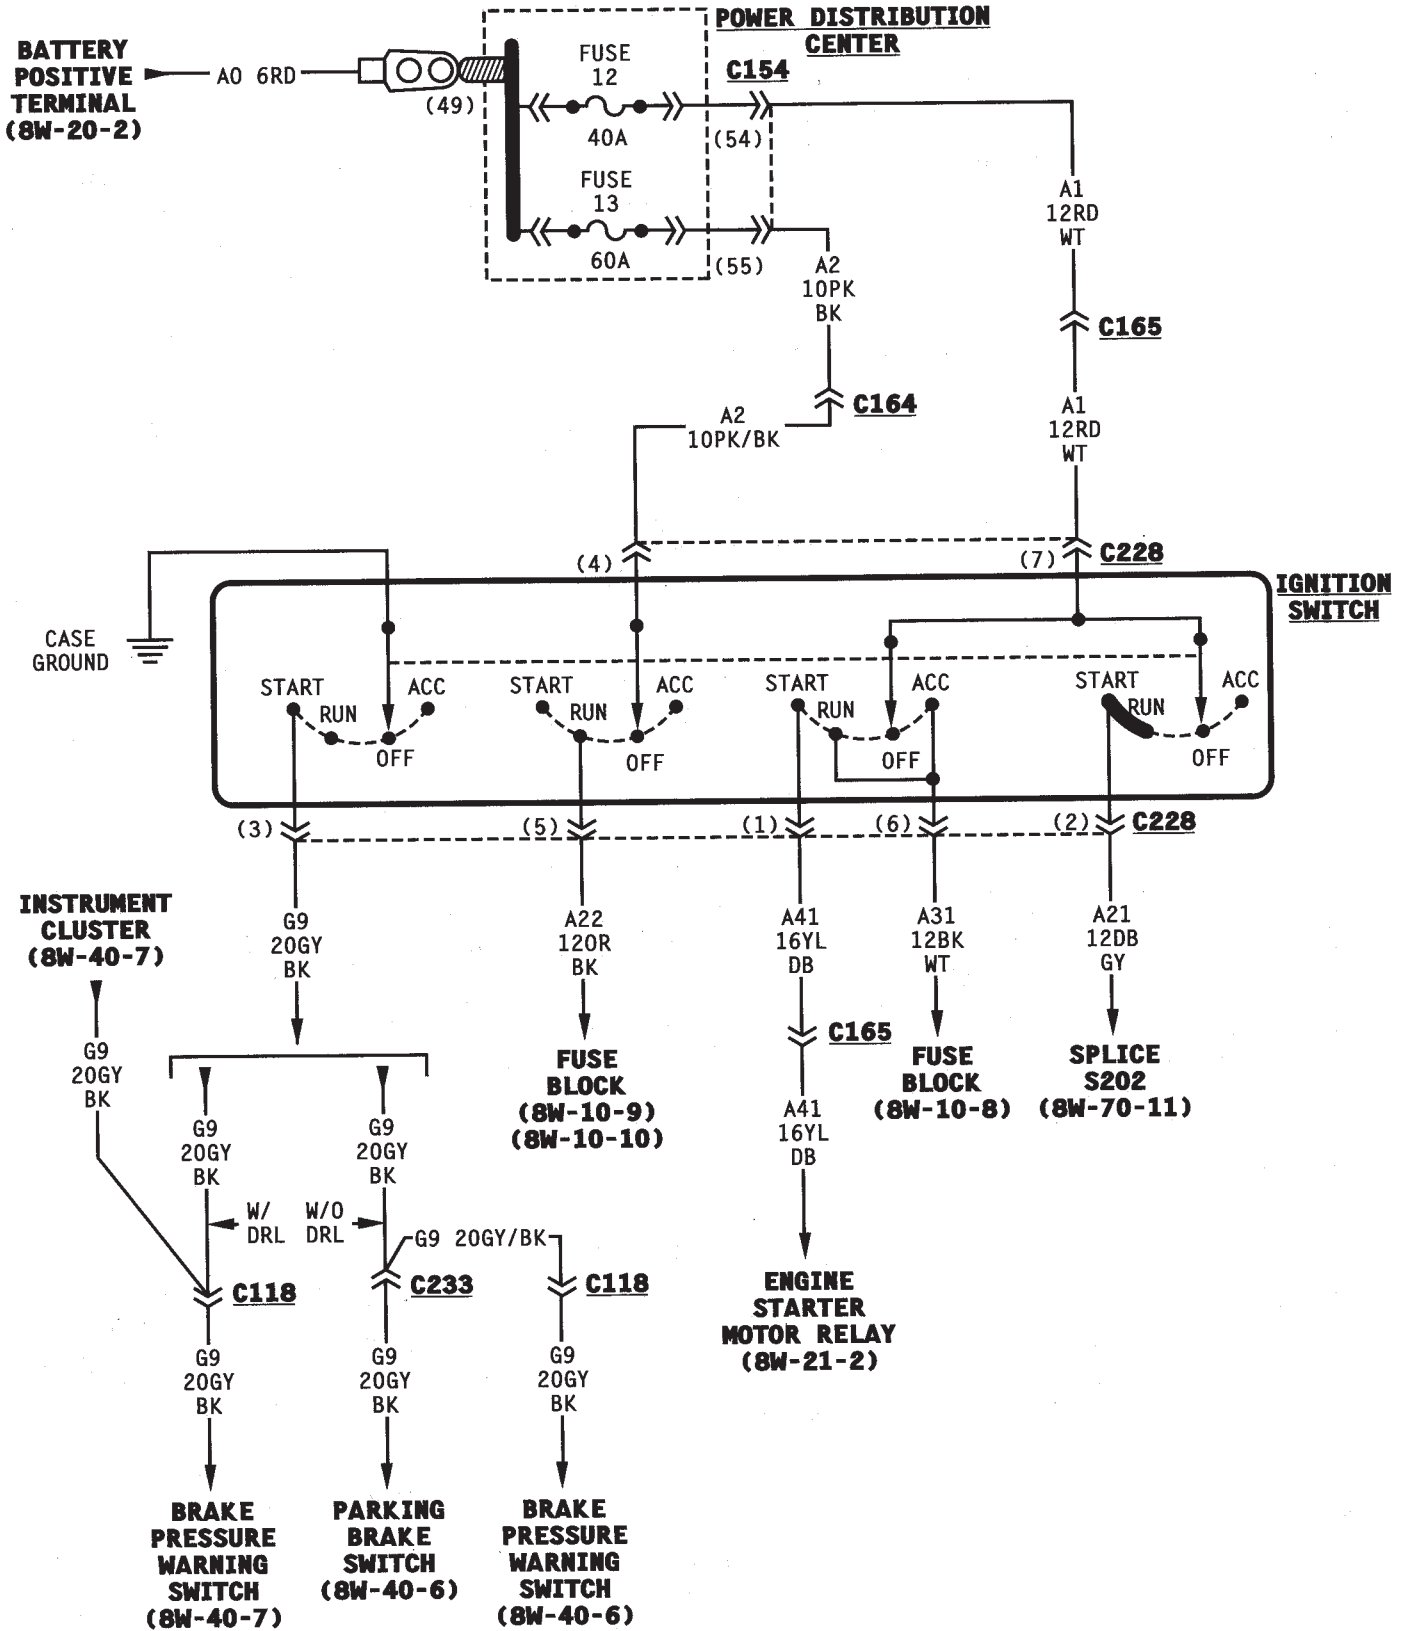 POWER DISTRIBUTION
CENTER
BATTERY
POSITIVE
TERMINAL
(8W-20-2)
A0 6RD
(49)
FUSE
12
40A
C154
(54)
FUSE
13
60A
(55)
A1
12RD
WT
A2
10PK
BK
C165
C164
A2
10PK/BK
A1
12RD
WT
(4)
(7)
C228
IGNITION
SWITCH
CASE
GROUND
START
RUN
ACC
OFF
START
RUN
ACC
OFF
START
RUN
ACC
OFF
START
RUN
ACC
OFF
(3)
(5)
(1)
(6)
(2)
C228
INSTRUMENT
CLUSTER
(8W-40-7)
G9
20GY
BK
A22
12OR
BK
A41
16YL
DB
A31
12BK
WT
A21
12DB
GY
C165
G9
20GY
BK
FUSE
BLOCK
(8W-10-9)
(8W-10-10)
FUSE
BLOCK
(8W-10-8)
SPLICE
S202
(8W-70-11)
G9
20GY
BK
G9
20GY
BK
A41
16YL
DB
W/
DRL
W/O
DRL
G9 20GY/BK
C118
C233
C118
ENGINE
STARTER
MOTOR RELAY
(8W-21-2)
G9
20GY
BK
G9
20GY
BK
G9
20GY
BK
BRAKE
PRESSURE
WARNING
SWITCH
(8W-40-7)
PARKING
BRAKE
SWITCH
(8W-40-6)
BRAKE
PRESSURE
WARNING
SWITCH
(8W-40-6)